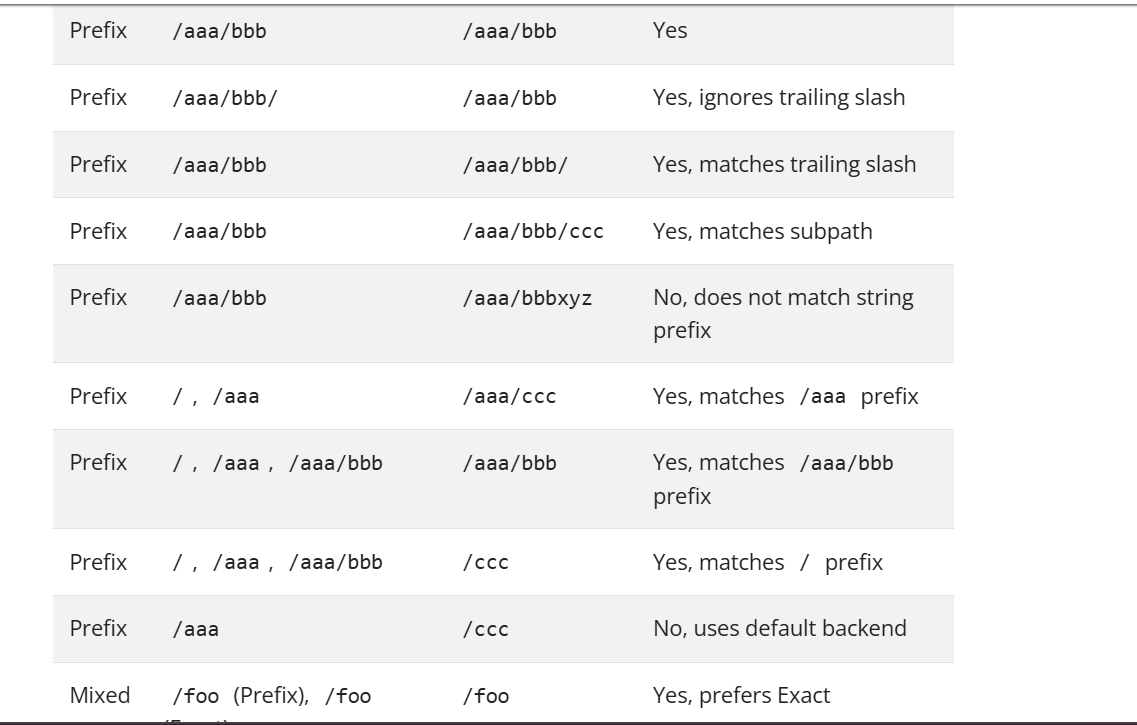 Prefix /aaa/bbb /aaa/bbb Yes
Prefix /aaa/bbb/ /aaa/bbb Yes, ignores trailing slash
Prefix /aaa/bbb /aaa/bbb/ Yes, matches trailing slash
Prefix /aaa/bbb /aaa/bbb/ccc Yes, matches subpath
Prefix /aaa/bbb /aaa/bbbxyz No, does not match string
prefix
Prefix / , /aaa /aaa/ccc Yes, matches /aaa prefix
Prefix / , /aaa , /aaa/bbb /aaa/bbb Yes, matches /aaa/bbb
prefix
Prefix / , /aaa , /aaa/bbb /ccc Yes, matches / prefix
Prefix /aaa /ccc No, uses default backend
Mixed /foo (Prefix), /foo /foo Yes, prefers Exact